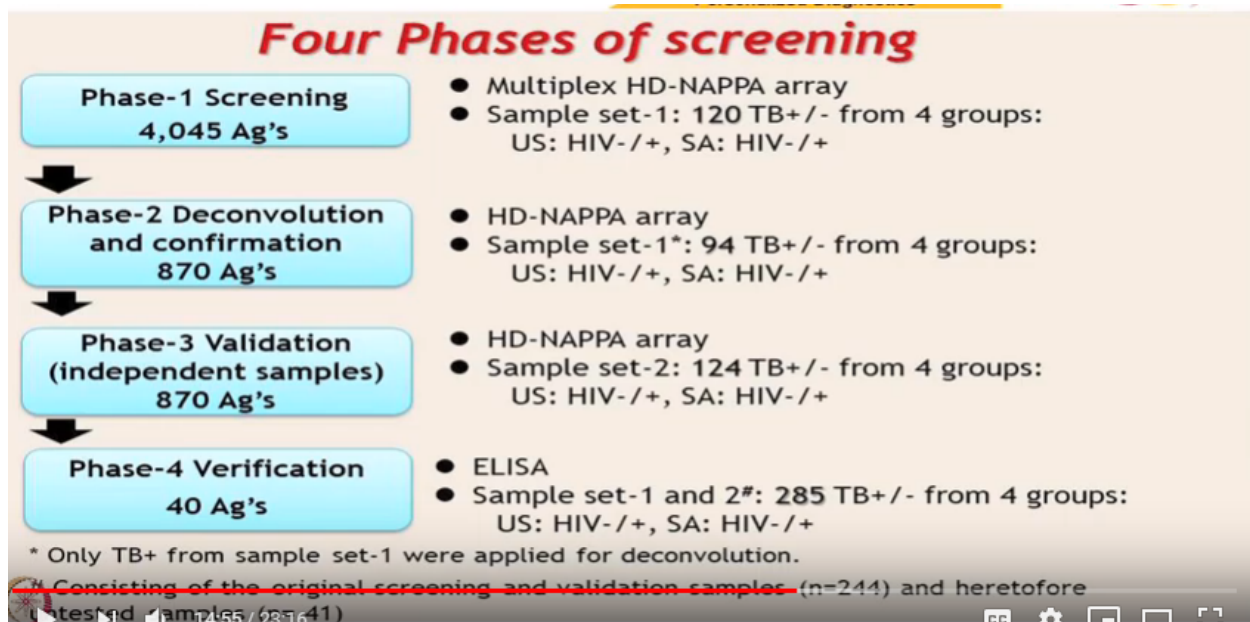 Personalized Diagnostics
Four Phases of screening
Phase-1 Screening
4,045 Ag's
● Multiplex HD-NAPPA array
● Sample set-1: 120 TB+/- from 4 groups:
US: HIV-/+, SA: HIV-/+
Phase-2 Deconvolution
and confirmation
870 Ag's
● HD-NAPPA array
● Sample set-1*: 94 TB+/- from 4 groups:
US: HIV-/+, SA: HIV-/+
Phase-3 Validation
(independent samples)
870 Ag's
● HD-NAPPA array
● Sample set-2: 124 TB+/- from 4 groups:
US: HIV-/+, SA: HIV-/+
Phase-4 Verification
40 Ag's
● ELISA
● Sample set-1 and 2#: 285 TB+/- from 4 groups:
US: HIV-/+, SA: HIV-/+
* Only TB+ from sample set-1 were applied for deconvolution.
# Consisting of the original screening and validation samples (n=244) and heretofore
untested samples (n= 41)
14:55 / 23:16
CC